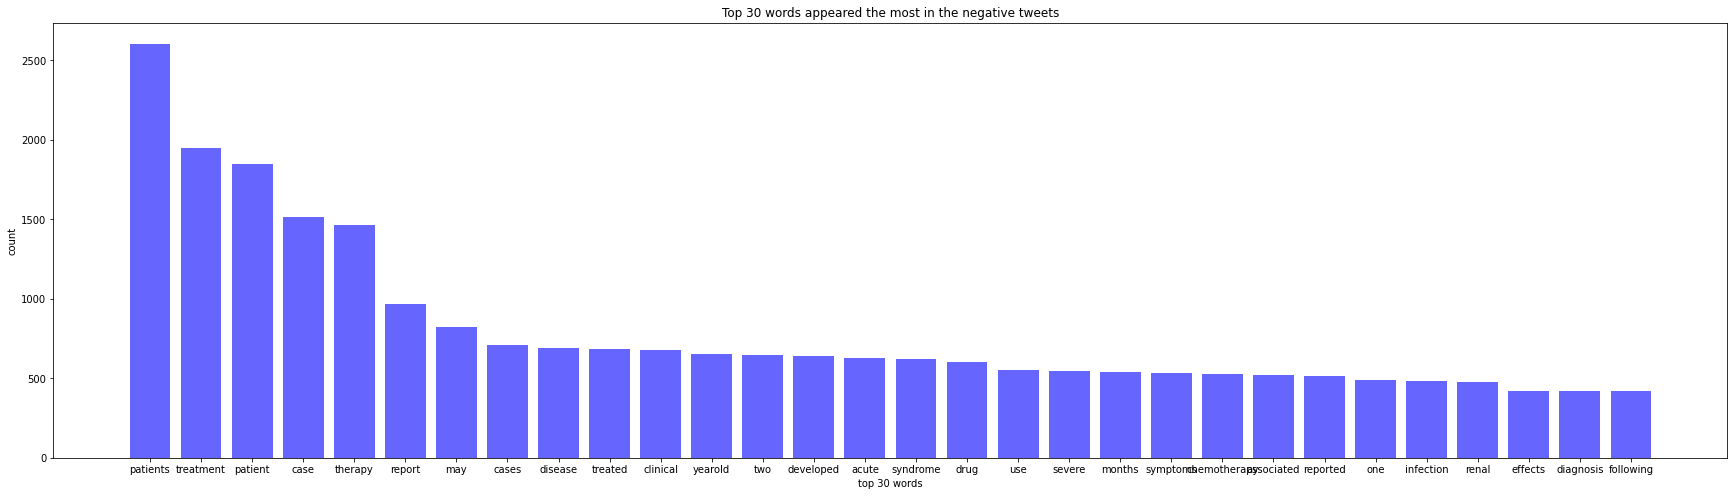 Top 30 words appeared the most in the negative tweets
count
2500
2000
1500
1000
500
0
patients treatment patient case therapy report may cases disease treated clinical yearold two developed acute syndrome drug use severe months symptoms chemotherapy associated reported one infection renal effects diagnosis following
top 30 words